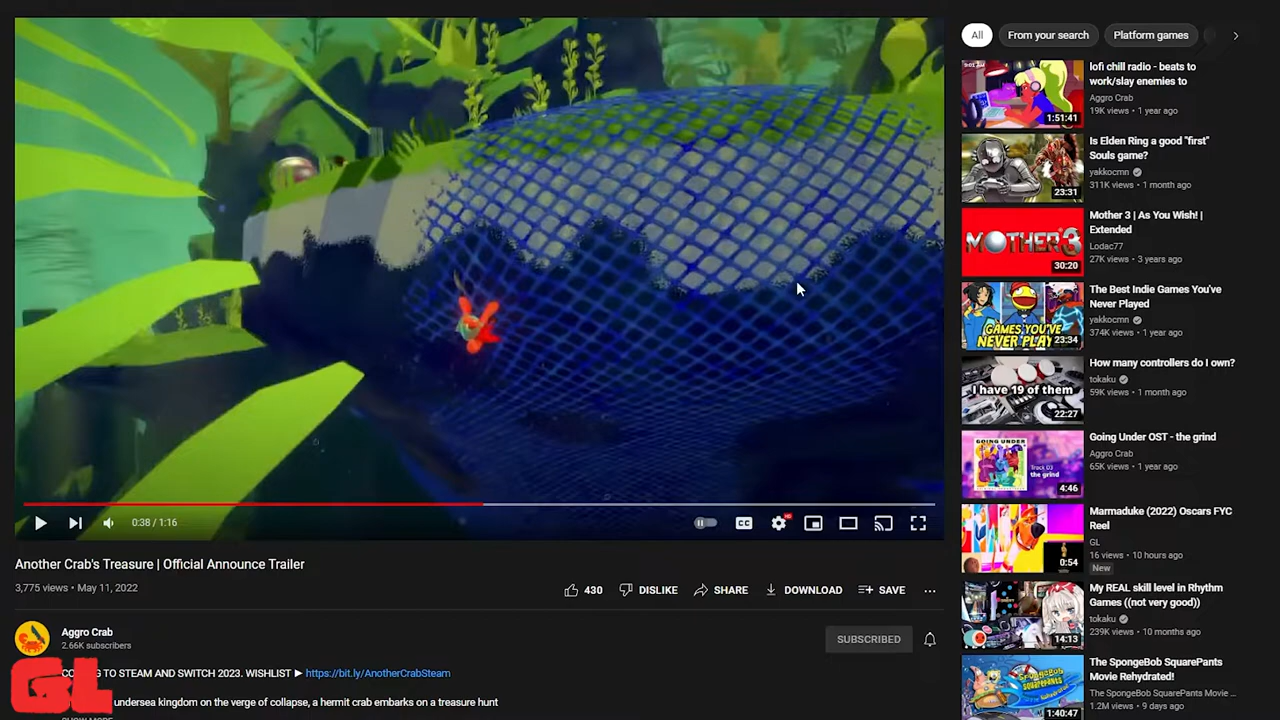 0:38 / 1:16
CC
HD
Another Crab's Treasure | Official Announce Trailer
3,775 views • May 11, 2022
430
DISLIKE
SHARE
DOWNLOAD
SAVE
Aggro Crab
2.66K subscribers
SUBSCRIBED
TO STEAM AND SWITCH 2023. WISHLIST ► https://bit.ly/AnotherCrabSteam
undersea kingdom on the verge of collapse, a hermit crab embarks on a treasure hunt
GL
All
From your search
Platform games
lofi chill radio - beats to
work/slay enemies to
Aggro Crab
19K views • 1 year ago
1:51:41
Is Elden Ring a good "first"
Souls game?
yakkocmn
311K views • 1 month ago
23:31
Mother 3 | As You Wish! |
Extended
Lodac77
27K views • 3 years ago
MOTHER3
30:20
The Best Indie Games You've
Never Played
yakkocmn
374K views • 1 year ago
GAMES YOU'VE
NEVER PLAY
23:34
How many controllers do I own?
tokaku
59K views • 1 month ago
I have 19 of them
22:27
Going Under OST - the grind
Aggro Crab
65K views • 1 year ago
GOING UNDER
Track 03
the grind
4:46
Marmaduke (2022) Oscars FYC
Reel
GL
16 views • 10 hours ago
New
0:54
My REAL skill level in Rhythm
Games ((not very good))
tokaku
239K views • 10 months ago
14:13
The SpongeBob SquarePants
Movie Rehydrated!
The SpongeBob SquarePants Movie ...
1.2M views • 9 days ago
1:40:47